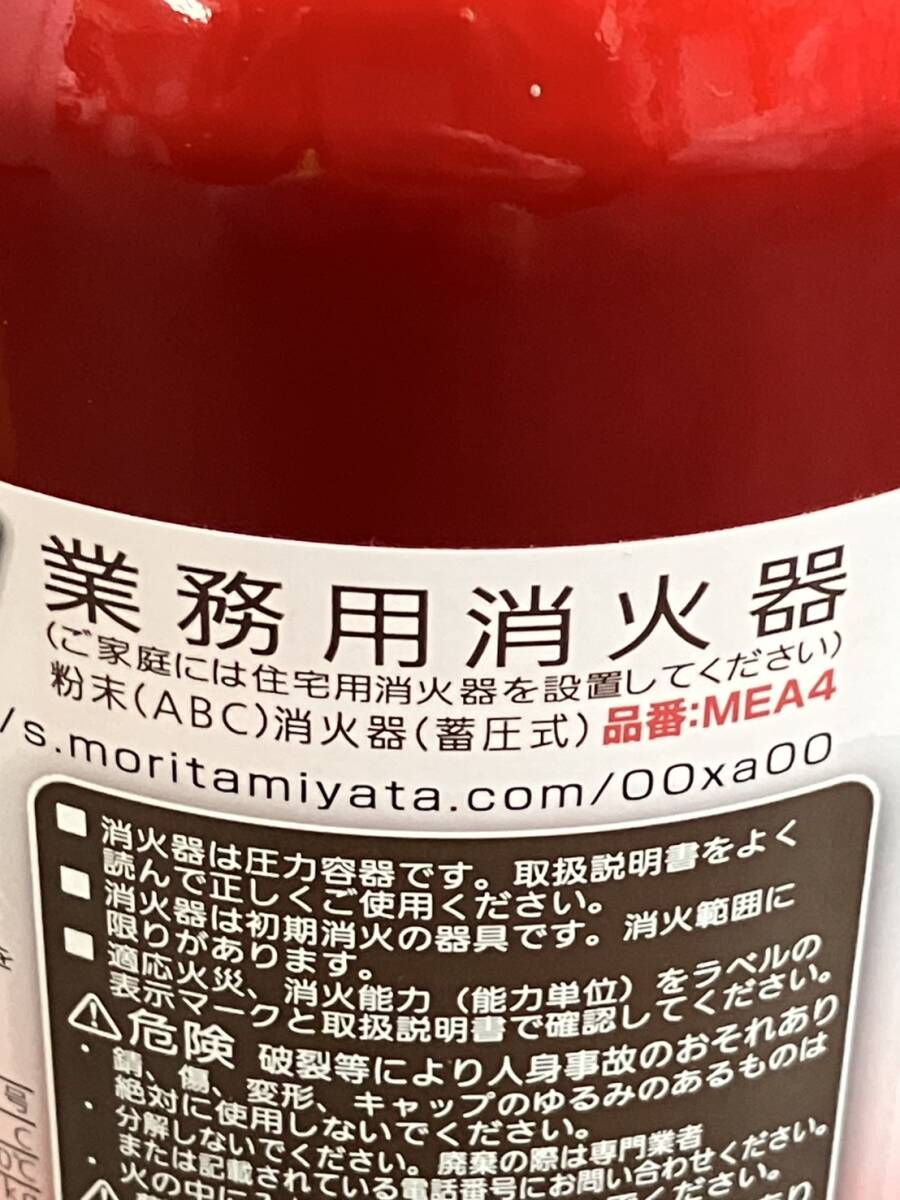 業務用消火器
(ご家庭には住宅用消火器を設置してください)
粉末(ABC)消火器(蓄圧式) 品番:MEA4
/s.moritamiyata.com/00xa00
■ 消火器は圧力容器です。取扱説明書をよく
読んで正しくご使用ください。
■ 消火器は初期消火の器具です。消火範囲に
限りがあります。
■ 適応火災、消火能力(能力単位)をラベルの
表示マークと取扱説明書で確認してください。
⚠危険 破裂等により人身事故のおそれあり
・錆、傷、変形、キャップのゆるみのあるものは
絶対に使用しないでください。
・分解しないでください。廃棄の際は専門業者
または記載されている電話番号にお問い合わせください。
・火の中に
を
号